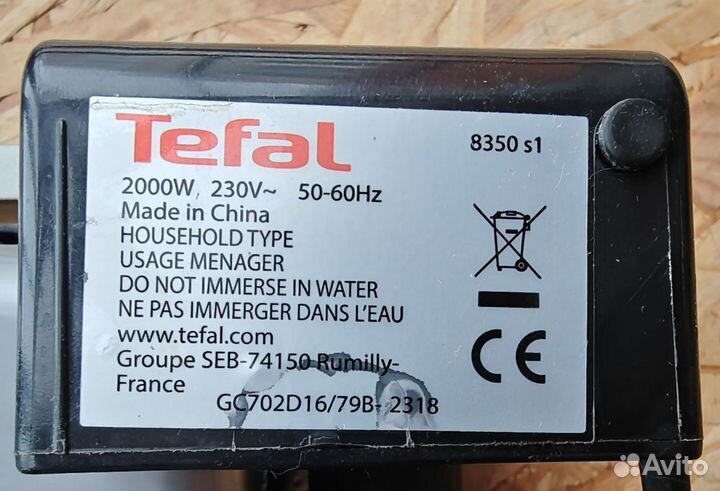 Tefal
8350 s1
2000W, 230V~ 50-60Hz
Made in China
HOUSEHOLD TYPE
USAGE MENAGER
DO NOT IMMERSE IN WATER
NE PAS IMMERGER DANS L'EAU
www.tefal.com
Groupe SEB-74150 Rumilly-
France
GC702D16/79B- 2318
CE
Avito